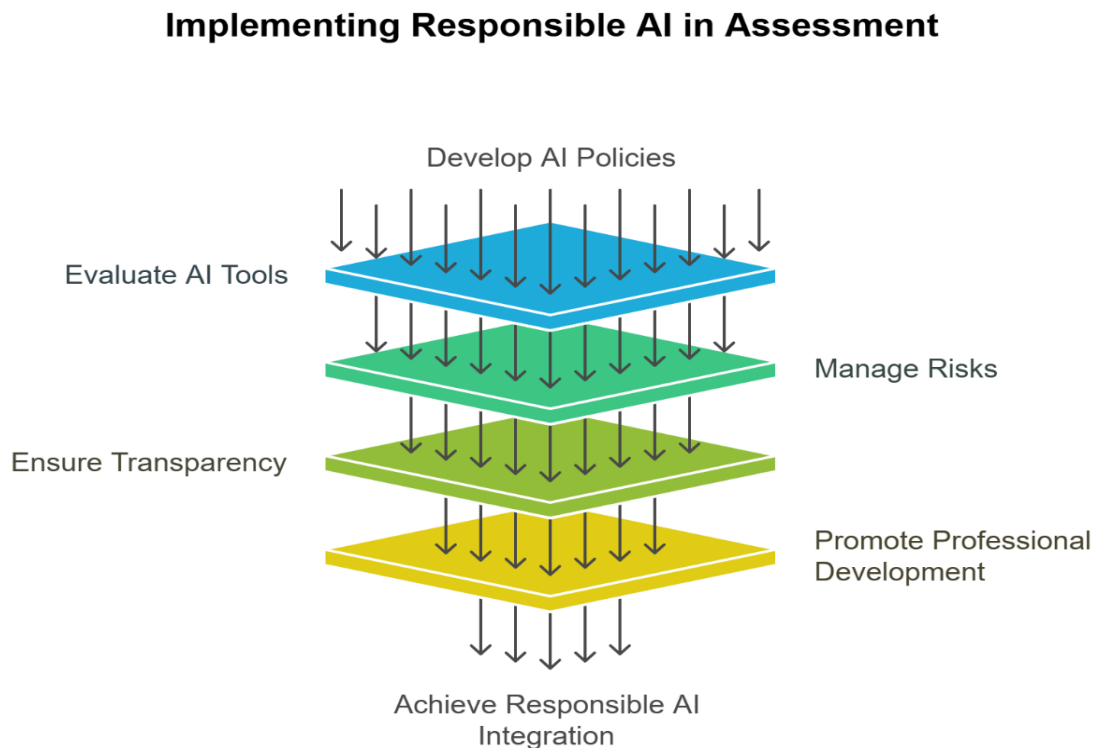 Implementing Responsible AI in Assessment
Develop AI Policies
Evaluate AI Tools
Manage Risks
Ensure Transparency
Promote Professional
Development
Achieve Responsible AI
Integration